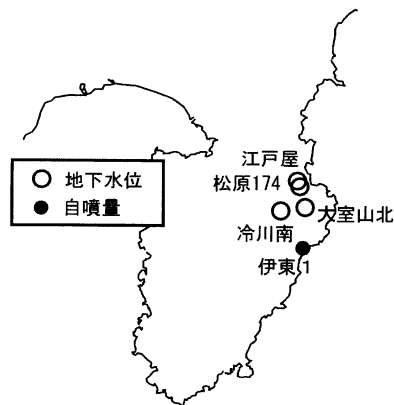 江戸屋
松原174
地下水位
自噴量
大室山北
冷川南
伊東1